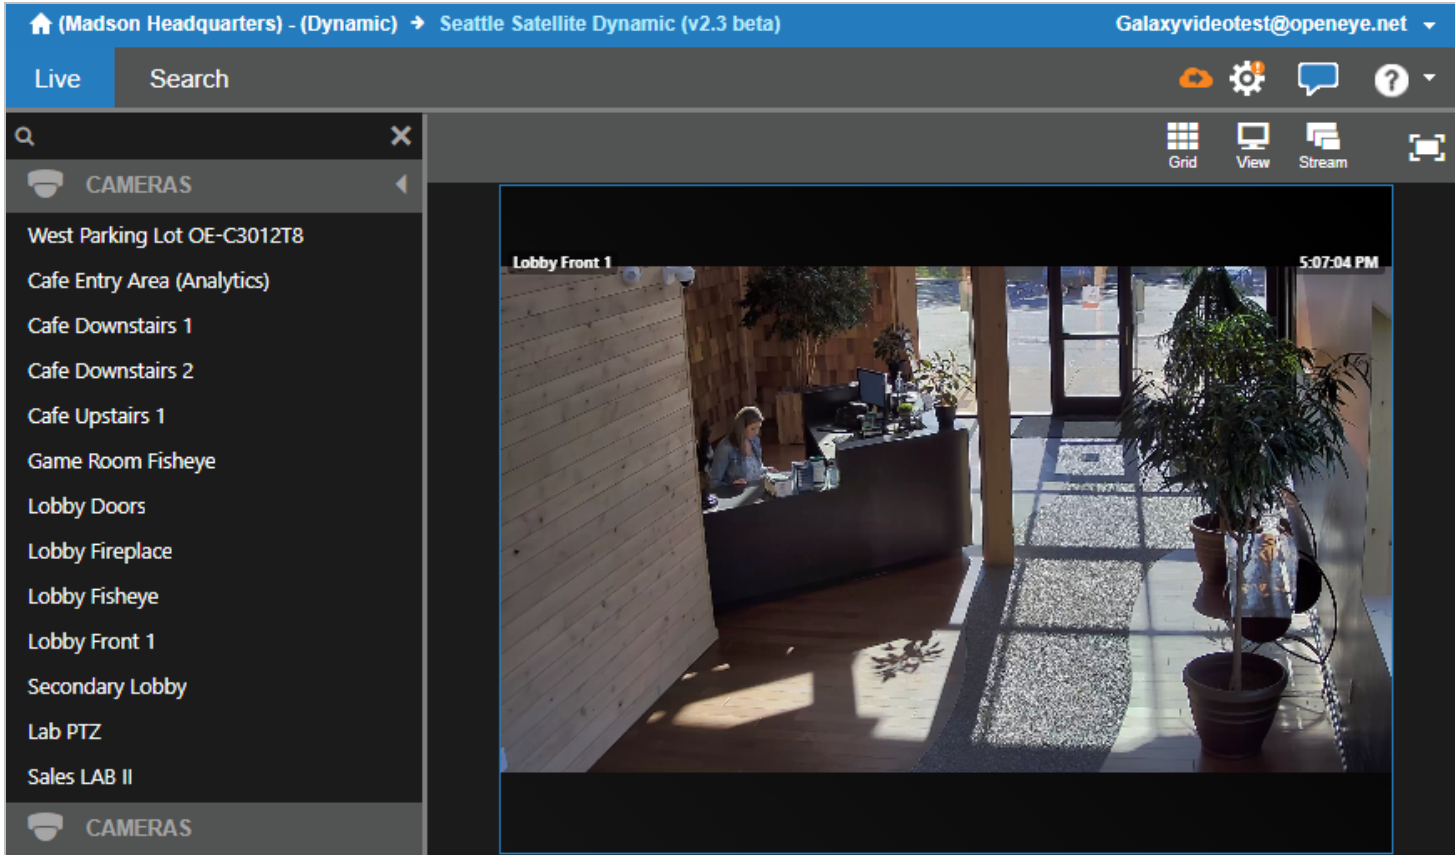 (Madson Headquarters) - (Dynamic) → Seattle Satellite Dynamic (v2.3 beta) Galaxyvideotest@openeye.net
Live Search
?
CAMERAS
Grid View Stream
West Parking Lot OE-C3012T8
Cafe Entry Area (Analytics)
Cafe Downstairs 1
Cafe Downstairs 2
Cafe Upstairs 1
Game Room Fisheye
Lobby Doors
Lobby Fireplace
Lobby Fisheye
Lobby Front 1
Secondary Lobby
Lab PTZ
Sales LAB II
CAMERAS
Lobby Front 1 5:07:04 PM